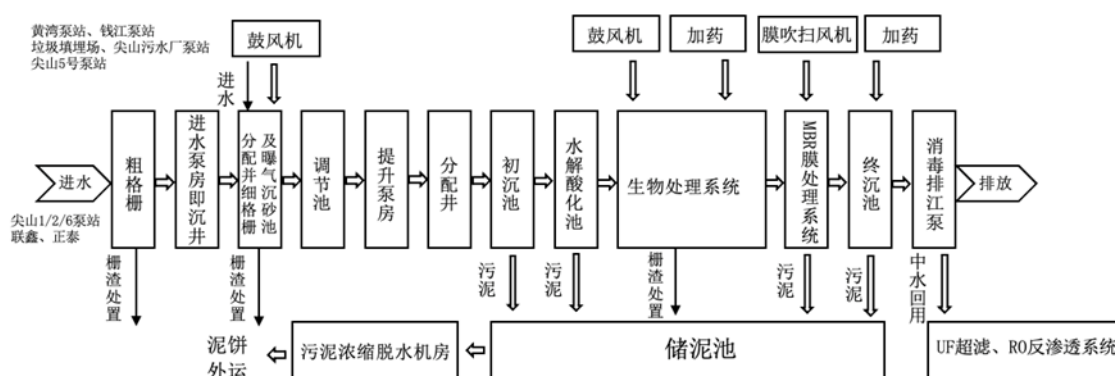 黄湾泵站、钱江泵站
垃圾填埋场、尖山污水厂泵站
尖山5号泵站
鼓风机
进水
鼓风机
加药
膜吹扫风机
加药
进水
粗格栅
进水泵房即沉井
分配并细格栅
及曝气沉砂池
调节池
提升泵房
分配井
初沉池
水解酸化池
生物处理系统
MBR膜处理系统
终沉池
消毒排江泵
排放
尖山1/2/6泵站
联鑫、正泰
栅渣处置
栅渣处置
污泥
污泥
栅渣处置
污泥
污泥
中水回用
泥饼
外运
污泥浓缩脱水机房
储泥池
UF超滤、RO反渗透系统